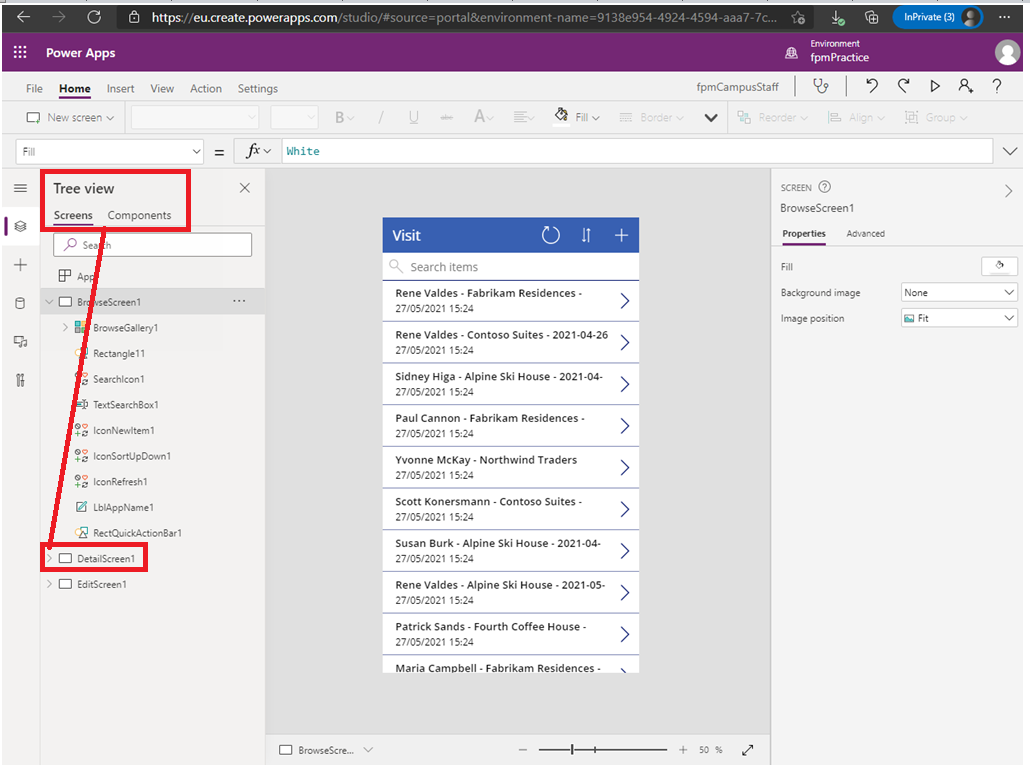 https://eu.create.powerapps.com/studio/#source=portal&environment-name=9138e954-4924-4594-aaa7-7c...
InPrivate (3)
Power Apps
Environment
fpmPractice
File Home Insert View Action Settings
fpmCampusStaff
New screen
B / U abc A
Fill
Border
Reorder
Align
Group
Fill
= fx White
Tree view
Screens Components
Search
App
BrowseScreen1
BrowseGallery1
Rectangle11
SearchIcon1
TextSearchBox1
IconNewItem1
IconSortUpDown1
IconRefresh1
LblAppName1
RectQuickActionBar1
DetailScreen1
EditScreen1
Visit
Search items
Rene Valdes - Fabrikam Residences -
27/05/2021 15:24
Rene Valdes - Contoso Suites - 2021-04-26
27/05/2021 15:24
Sidney Higa - Alpine Ski House - 2021-04-
27/05/2021 15:24
Paul Cannon - Fabrikam Residences -
27/05/2021 15:24
Yvonne McKay - Northwind Traders
27/05/2021 15:24
Scott Konersmann - Contoso Suites -
27/05/2021 15:24
Susan Burk - Alpine Ski House - 2021-04-
27/05/2021 15:24
Rene Valdes - Alpine Ski House - 2021-05-
27/05/2021 15:24
Patrick Sands - Fourth Coffee House -
27/05/2021 15:24
Maria Campbell - Fabrikam Residences -
BrowseScre...
50 %
SCREEN
BrowseScreen1
Properties Advanced
Fill
Background image None
Image position Fit